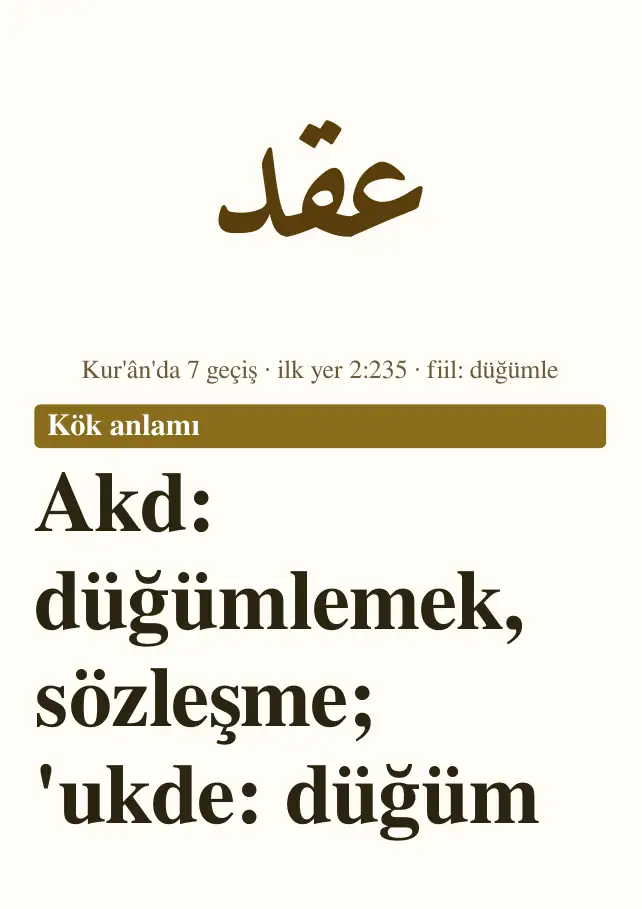 عقد
Kur'ân'da 7 geçiş · ilk yer 2:235 · fiil: düğümle
Kök anlamı
Akd:
düğümlemek,
sözleşme;
'ukde: düğüm